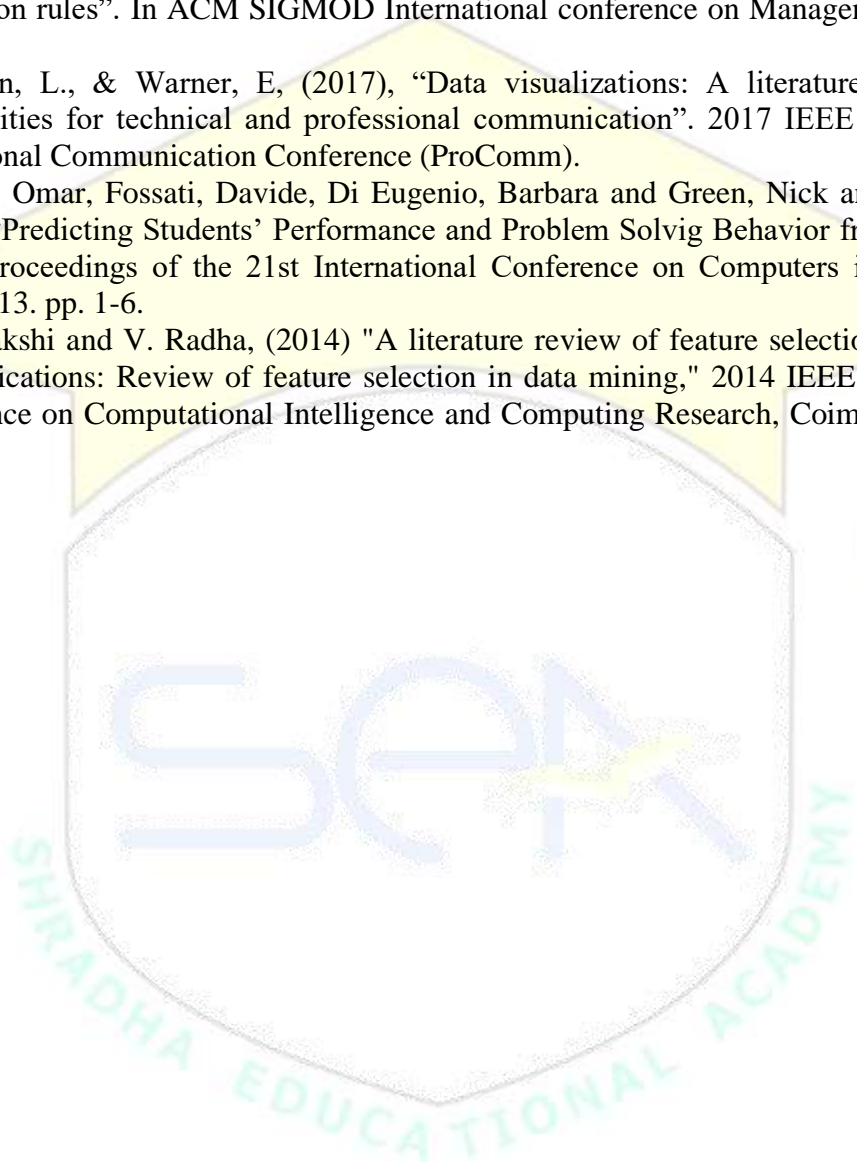 on rules”. In ACM SIGMOD International conference on Manager
n, L., & Warner, E, (2017), “Data visualizations: A literature
ities for technical and professional communication”. 2017 IEEE
onal Communication Conference (ProComm).
Omar, Fossati, Davide, Di Eugenio, Barbara and Green, Nick an
Predicting Students’ Performance and Problem Solvig Behavior fr
roceedings of the 21st International Conference on Computers i
13. pp. 1-6.
akshi and V. Radha, (2014) "A literature review of feature selectio
ications: Review of feature selection in data mining," 2014 IEEE
nce on Computational Intelligence and Computing Research, Coim
SEA
SHRADHA EDUCATIONAL ACADEMY